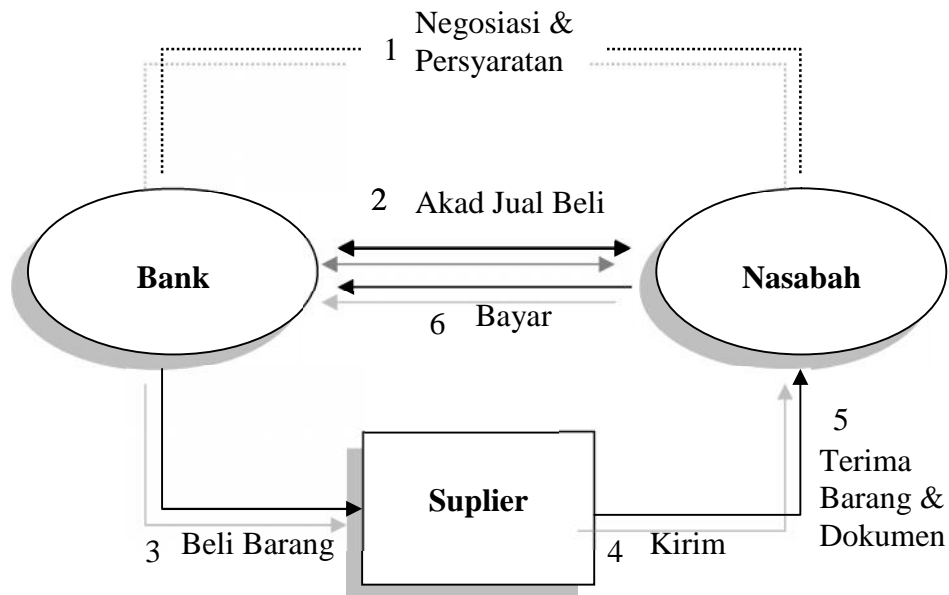 1
Negosiasi &
Persyaratan
2 Akad Jual Beli
Bank
Nasabah
6 Bayar
Suplier
3 Beli Barang
4 Kirim
5
Terima
Barang &
Dokumen